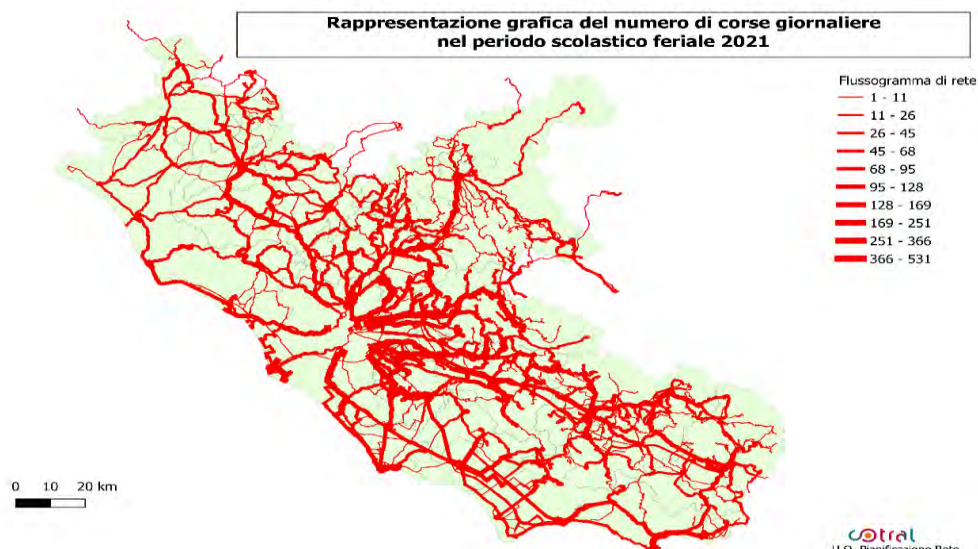 Rappresentazione grafica del numero di corse giornaliere
nel periodo scolastico feriale 2021
Flussogramma di rete
1 - 11
11 - 26
26 - 45
45 - 68
68 - 95
95 - 128
128 - 169
169 - 251
251 - 366
366 - 531
0 10 20 km
cotral
U.O. Pianificazione Rete